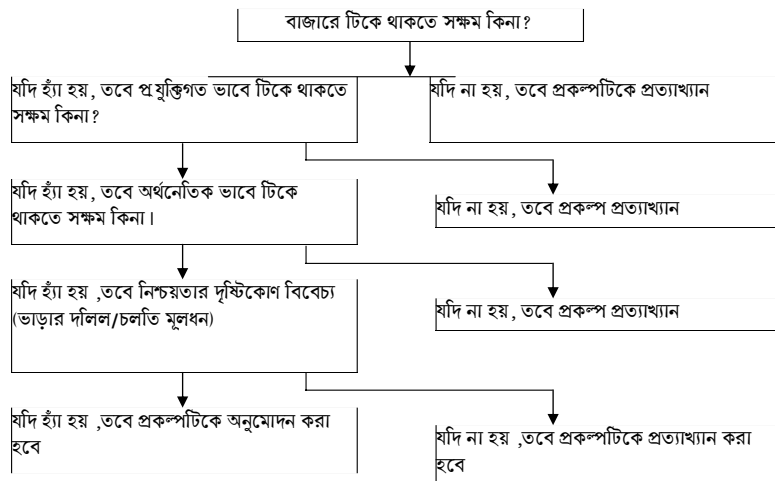 বাজারে টিকে থাকতে সক্ষম কিনা?
যদি হ্যাঁ হয়, তবে প্রযুক্তিগত ভাবে টিকে থাকতে
সক্ষম কিনা?
যদি না হয়, তবে প্রকল্পটিকে প্রত্যাখ্যান
যদি হ্যাঁ হয়, তবে অর্থনেতিক ভাবে টিকে
থাকতে সক্ষম কিনা।
যদি না হয়, তবে প্রকল্প প্রত্যাখ্যান
যদি হ্যাঁ হয় ,তবে নিশ্চয়তার দৃষ্টিকোণ বিবেচ্য
(ভাড়ার দলিল/চলতি মূলধন)
যদি না হয়, তবে প্রকল্প প্রত্যাখ্যান
যদি হ্যাঁ হয় ,তবে প্রকল্পটিকে অনুমোদন করা
হবে
যদি না হয় ,তবে প্রকল্পটিকে প্রত্যাখ্যান করা
হবে